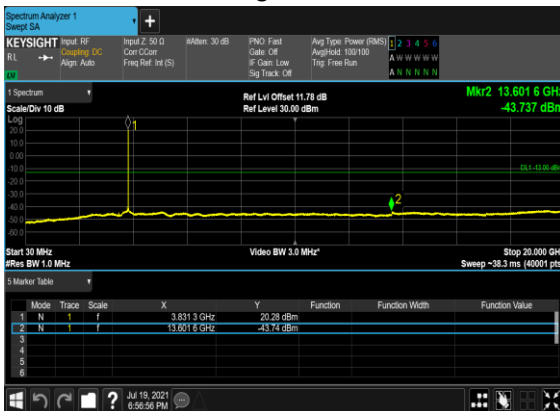 Spectrum Analyzer 1
Swept SA
KEYSIGHT Input: RF Input Z: 50 Ω #Atten: 30 dB PNO: Fast Avg Type: Power (RMS) 1 2 3 4 5 6
RL Coupling: DC Corr CCorr Gate: Off Avg|Hold: 100/100 A W W W W W
Align: Auto Freq Ref: Int (S) IF Gain: Low Trig: Free Run
Sig Track: Off A N N N N N
1 Spectrum Ref Lvl Offset 11.78 dB Mkr2 13.601 6 GHz
Scale/Div 10 dB Ref Level 30.00 dBm -43.737 dB
Log
20.0 1
10.0
0.00
-10.0 DL1 -13.00 dB
-20.0
-30.0
-40.0 2
-50.0
-60.0
Start 30 MHz Video BW 3.0 MHz* Stop 20.000 GH
#Res BW 1.0 MHz Sweep ~38.3 ms (40001 pts
5 Marker Table
Mode Trace Scale X Y Function Function Width Function Value
1 N 1 f 3.831 3 GHz 20.28 dBm
2 N 1 f 13.601 6 GHz -43.74 dBm
3
4
5
6
? Jul 19, 2021
6:56:56 PM